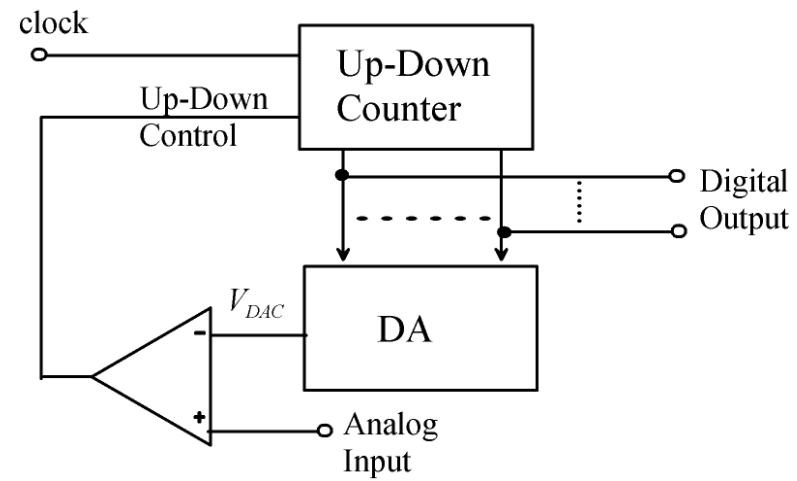 clock
Up-Down
Counter
Up-Down
Control
Digital
Output
V_DAC
DA
-
+
Analog
Input